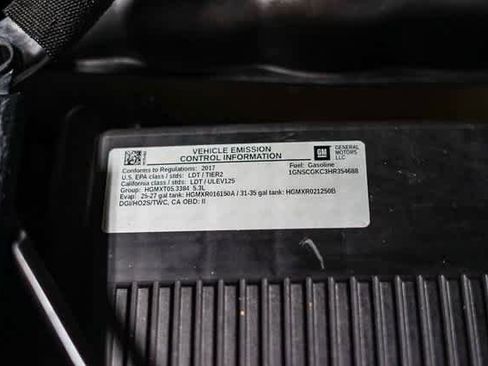 VEHICLE EMISSION
CONTROL INFORMATION
GM
GENERAL
MOTORS
LLC
Conforms to Regulations: 2017
Fuel: Gasoline
U.S. EPA class / stds: LDT / TIER2
1GNSCGKC3HR354688
California class / stds: LDT / ULEV125
Group: HGMXT05.3384 5.3L
Evap: 25-27 gal tank: HGMXR016150A / 31-35 gal tank: HGMXR021250B
DGI/HO2S/TWC, CA OBD: II